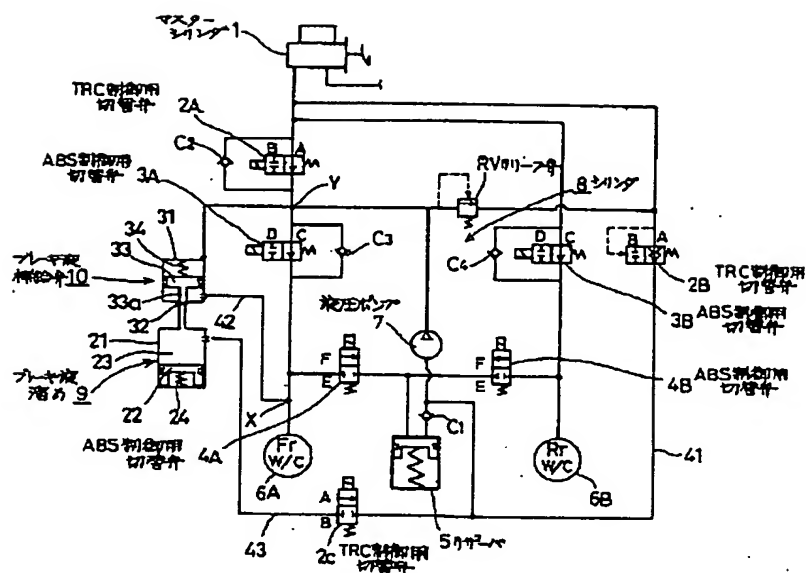 マスター
シリンダ 1
TRC制御用
切替弁
2A
B A
C2
ABS制御用
切替弁
3A
Y
RVリリーフ弁
8 シリンダ
D C
C3
34 31
33
ブレーキ液
補給弁 10
33a
32
42
21
23
ブレーキ液
溜め 9
22
24
液圧ポンプ
7
C4
D C
B A
2B
TRC制御用
切替弁
3B ABS制御用
切替弁
F
E
F
E
4B ABS制御用
切替弁
X
ABS制御用
切替弁
4A
C1
Fr
W/C
6A
Rr
W/C
6B
41
A
B
43
2c
TRC制御用
切替弁
5 リザーバ